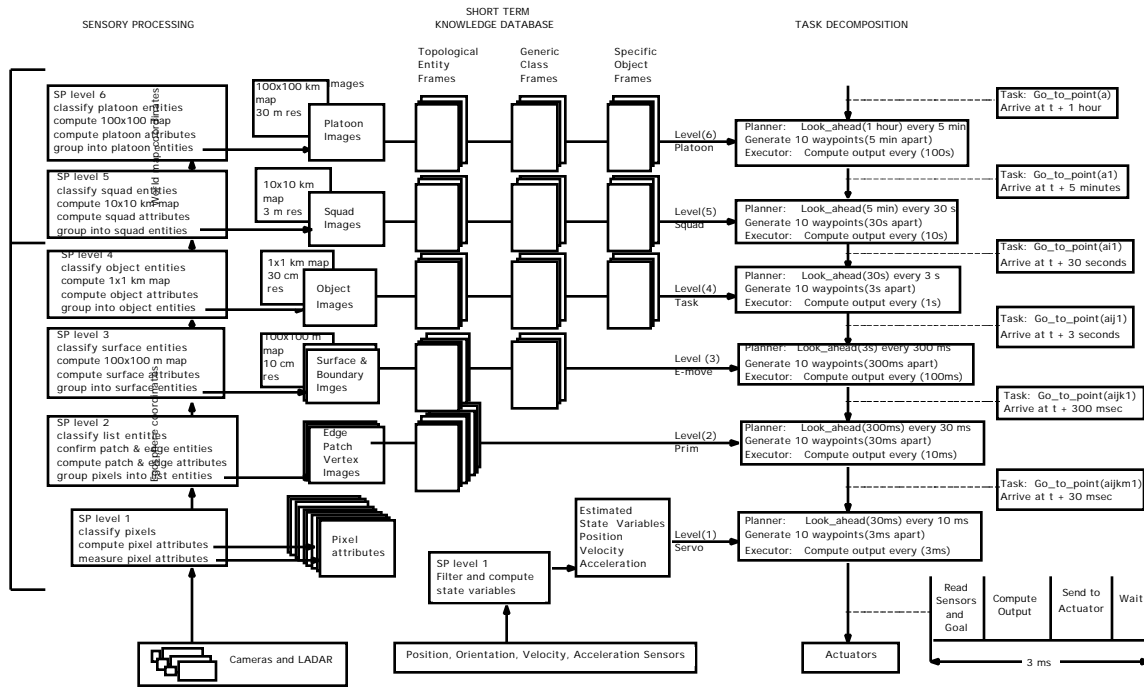 SENSORY PROCESSING
SHORT TERM
KNOWLEDGE DATABASE
TASK DECOMPOSITION
Topological
Entity
Frames
Generic
Class
Frames
Specific
Object
Frames
World map coordinates
Egosphere coordinates
SP level 6
classify platoon entities
compute 100x100 map
compute platoon attributes
group into platoon entities
100x100 km
map
30 m res
Images
Platoon
Images
Level(6)
Platoon
Planner: Look_ahead(1 hour) every 5 min
Generate 10 waypoints(5 min apart)
Executor: Compute output every (100s)
Task: Go_to_point(a)
Arrive at t + 1 hour
SP level 5
classify squad entities
compute 10x10 km map
compute squad attributes
group into squad entities
10x10 km
map
3 m res
Squad
Images
Level(5)
Squad
Planner: Look_ahead(5 min) every 30 s
Generate 10 waypoints(30s apart)
Executor: Compute output every (10s)
Task: Go_to_point(a1)
Arrive at t + 5 minutes
SP level 4
classify object entities
compute 1x1 km map
compute object attributes
group into object entities
1x1 km map
30 cm
res
Object
Images
Level(4)
Task
Planner: Look_ahead(30s) every 3 s
Generate 10 waypoints(3s apart)
Executor: Compute output every (1s)
Task: Go_to_point(ai1)
Arrive at t + 30 seconds
SP level 3
classify surface entities
compute 100x100 m map
compute surface attributes
group into surface entities
100x100 m
map
10 cm
res
Surface &
Boundary
Imges
Level (3)
E-move
Planner: Look_ahead(3s) every 300 ms
Generate 10 waypoints(300ms apart)
Executor: Compute output every (100ms)
Task: Go_to_point(aij1)
Arrive at t + 3 seconds
SP level 2
classify list entities
confirm patch & edge entities
compute patch & edge attributes
group pixels into list entities
Edge
Patch
Vertex
Images
Level(2)
Prim
Planner: Look_ahead(300ms) every 30 ms
Generate 10 waypoints(30ms apart)
Executor: Compute output every (10ms)
Task: Go_to_point(aijk1)
Arrive at t + 300 msec
SP level 1
classify pixels
compute pixel attributes
measure pixel attributes
Pixel
attributes
SP level 1
Filter and compute
state variables
Estimated
State Variables
Position
Velocity
Acceleration
Level(1)
Servo
Planner: Look_ahead(30ms) every 10 ms
Generate 10 waypoints(3ms apart)
Executor: Compute output every (3ms)
Task: Go_to_point(aijkm1)
Arrive at t + 30 msec
Read
Sensors
and
Goal
Compute
Output
Send to
Actuator
Wait
3 ms
Cameras and LADAR
Position, Orientation, Velocity, Acceleration Sensors
Actuators